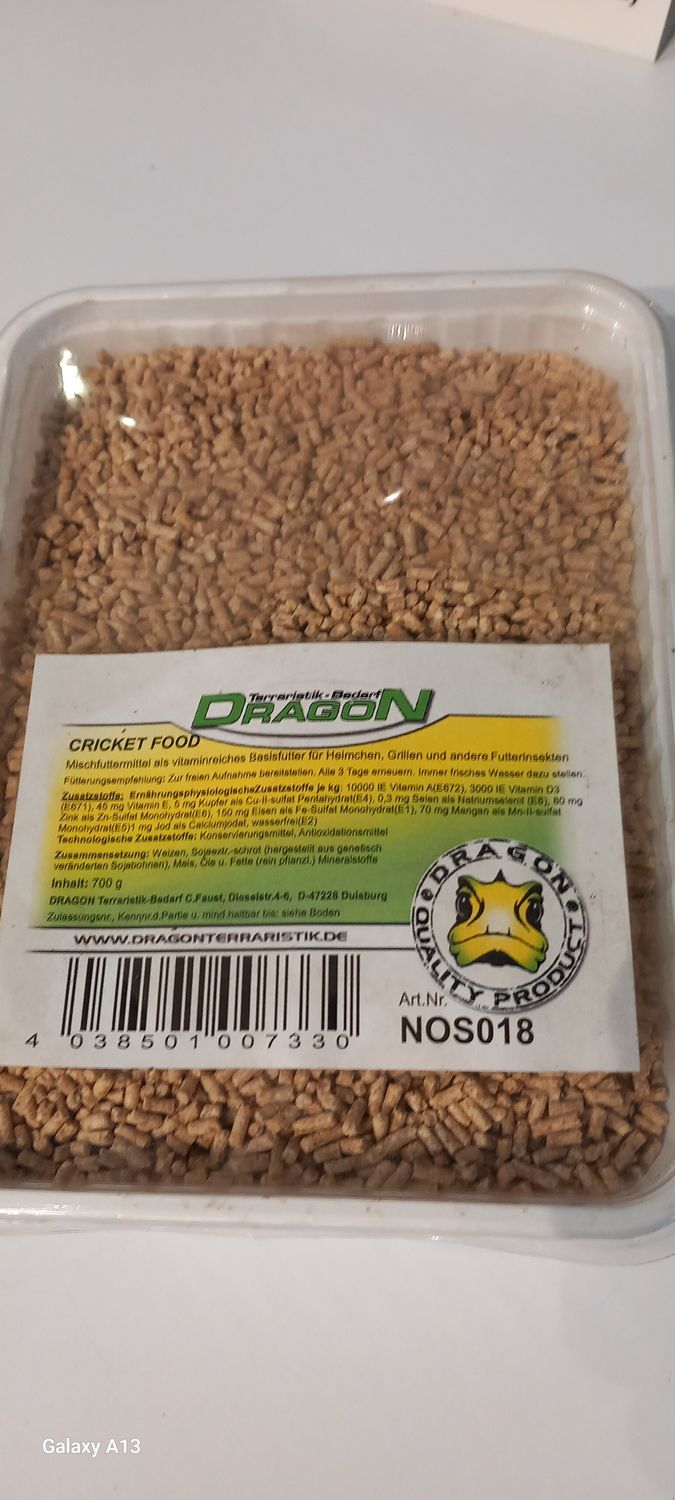 Terraristik-Bedarf
DRAGON
CRICKET FOOD
Mischfuttermittel als vitaminreiches Basisfutter für Heimchen, Grillen und andere Futterinsekten
Fütterungsempfehlung: Zur freien Aufnahme bereitstellen. Alle 3 Tage erneuern. Immer frisches Wasser dazu stellen.
Zusatzstoffe: ErnährungsphysiologischeZusatzstoffe je kg: 10000 IE Vitamin A(E672), 3000 IE Vitamin D3
(E671), 45 mg Vitamin E, 5 mg Kupfer als Cu-II-sulfat Pentahydrat(E4), 0,3 mg Selen als Natriumselenit (E8), 80 mg
Zink als Zn-Sulfat Monohydrat(E6), 150 mg Eisen als Fe-Sulfat Monohydrat(E1), 70 mg Mangan als Mn-II-sulfat
Monohydrat(E5)1 mg Jod als Calciumjodat, wasserfrei(E2)
Technologische Zusatzstoffe: Konservierungsmittel, Antioxidationsmittel
Zusammensetzung: Weizen, Sojaextr.-schrot (hergestellt aus genetisch
veränderten Sojabohnen), Mais, Öle u. Fette (rein pflanzl.) Mineralstoffe
Inhalt: 700 g
DRAGON Terraristik-Bedarf C.Faust, Dieselstr.4-6, D-47228 Duisburg
Zulassungsnr., Kennnr.d.Partie u. mind haltbar bis: siehe Boden
WWW.DRAGONTERRARISTIK.DE
DRAGON
QUALITY PRODUCT
Art.Nr.
NOS018
4 038501 007330
Galaxy A13